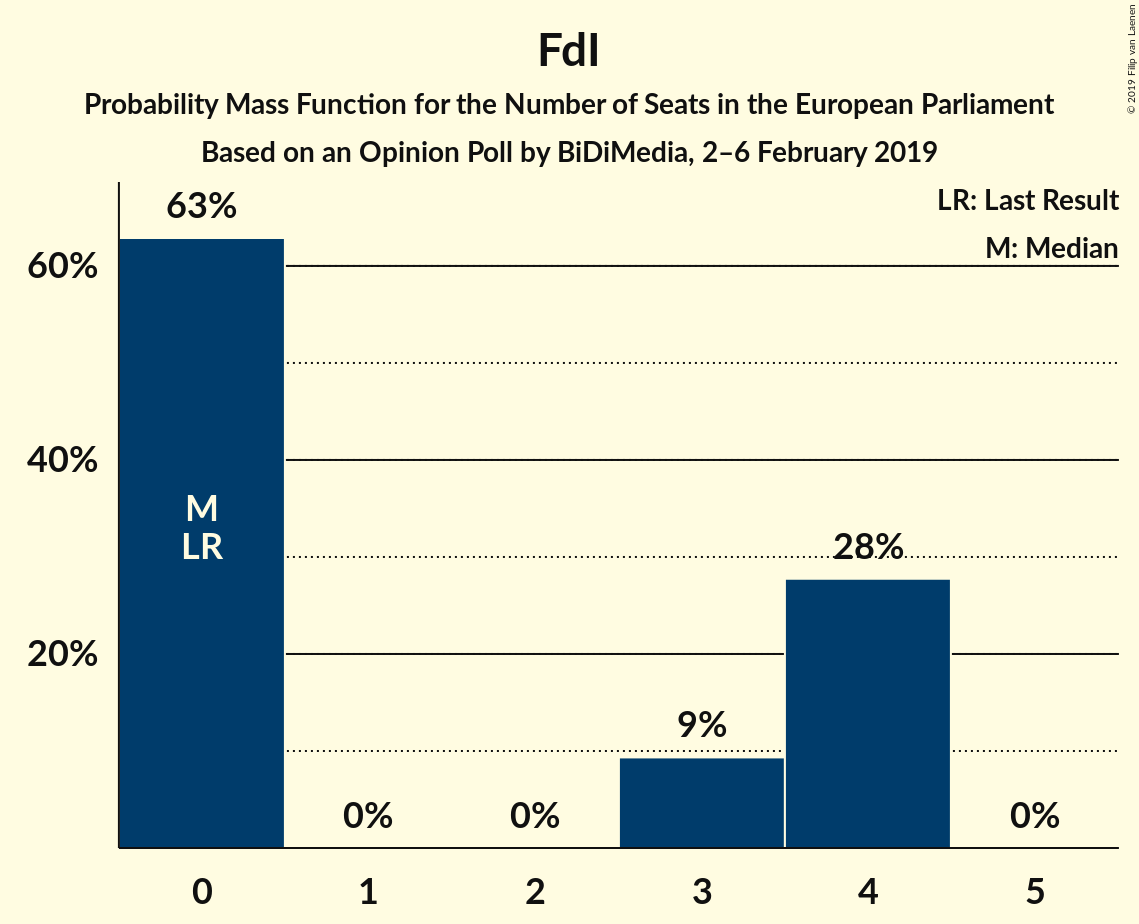 FdI
Probability Mass Function for the Number of Seats in the European Parliament
Based on an Opinion Poll by BiDiMedia, 2–6 February 2019
© 2019 Filip van Laenen
LR: Last Result
M: Median
63%
60%
40%
20%
M
LR
0%
0%
9%
28%
0%
0
1
2
3
4
5